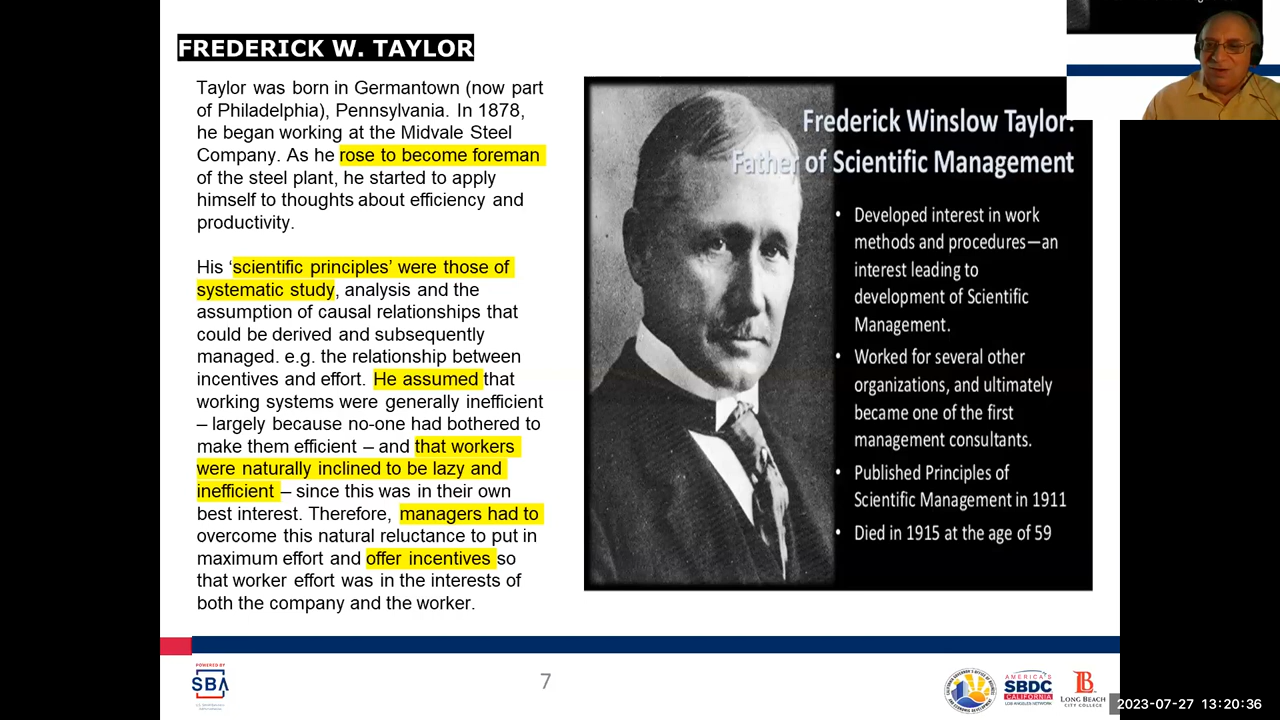 FREDERICK W. TAYLOR
Taylor was born in Germantown (now part
of Philadelphia), Pennsylvania. In 1878,
he began working at the Midvale Steel
Company. As he rose to become foreman
of the steel plant, he started to apply
himself to thoughts about efficiency and
productivity.
His ‘scientific principles’ were those of
systematic study, analysis and the
assumption of causal relationships that
could be derived and subsequently
managed. e.g. the relationship between
incentives and effort. He assumed that
working systems were generally inefficient
– largely because no-one had bothered to
make them efficient – and that workers
were naturally inclined to be lazy and
inefficient – since this was in their own
best interest. Therefore, managers had to
overcome this natural reluctance to put in
maximum effort and offer incentives so
that worker effort was in the interests of
both the company and the worker.
Frederick Winslow Taylor:
Father of Scientific Management
• Developed interest in work
methods and procedures—an
interest leading to
development of Scientific
Management.
• Worked for several other
organizations, and ultimately
became one of the first
management consultants.
• Published Principles of
Scientific Management in 1911
• Died in 1915 at the age of 59
POWERED BY
SBA
7
AMERICA'S
SBDC
CALIFORNIA
LOS ANGELES NETWORK
LONG BEACH
CITY COLLEGE
2023-07-27 13:20:36